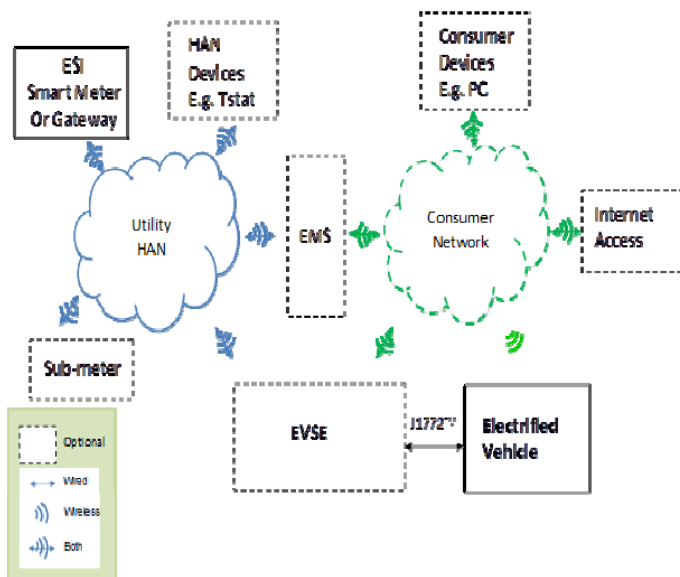 ESI
Smart Meter
Or Gateway
HAN
Devices
E.g. Tstat
Consumer
Devices
E.g. PC
Utility
HAN
EMS
Consumer
Network
Internet
Access
Sub-meter
EVSE
J1772™
Electrified
Vehicle
Optional
Wired
Wireless
Both